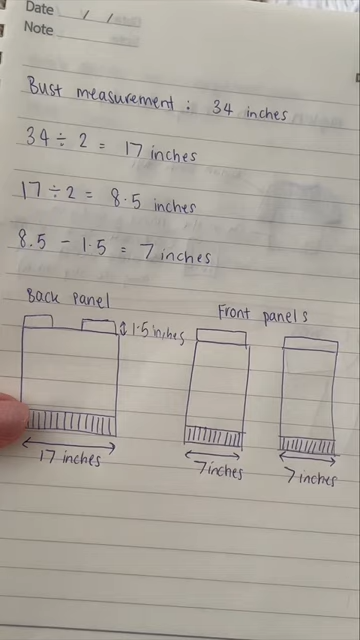 Date / /
Note
Bust measurement : 34 inches
34 ÷ 2 = 17 inches
17 ÷ 2 = 8.5 inches
8.5 - 1.5 = 7 inches
Back Panel
Front panels
1.5 inches
17 inches
7 inches
7 inches